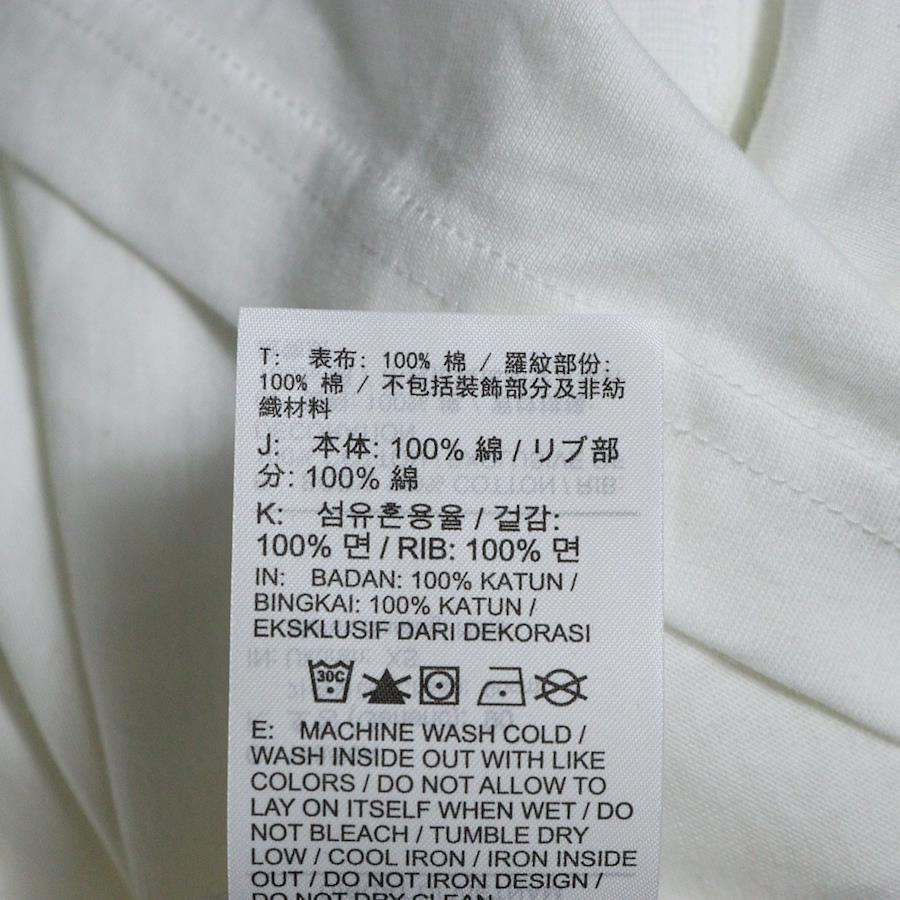 T: 表布: 100% 棉 / 羅紋部份:
100% 棉 / 不包括裝飾部分及非紡
織材料
J: 本体: 100% 綿 / リブ部
分: 100% 綿
K: 섬유혼용율 / 겉감:
100% 면 / RIB: 100% 면
IN: BADAN: 100% KATUN /
BINGKAI: 100% KATUN /
EKSKLUSIF DARI DEKORASI
30C
E: MACHINE WASH COLD /
WASH INSIDE OUT WITH LIKE
COLORS / DO NOT ALLOW TO
LAY ON ITSELF WHEN WET / DO
NOT BLEACH / TUMBLE DRY
LOW / COOL IRON / IRON INSIDE
OUT / DO NOT IRON DESIGN /
DO NOT DRY CLEAN